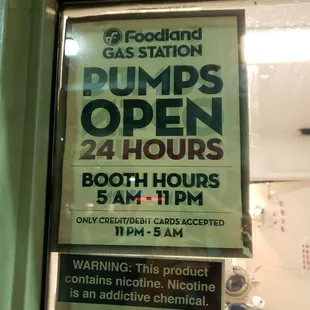 Foodland
GAS STATION
PUMPS
OPEN
24 HOURS
BOOTH HOURS
5 AM - 11 PM
ONLY CREDIT/DEBIT CARDS ACCEPTED
11 PM - 5 AM
WARNING: This product
contains nicotine. Nicotine
is an addictive chemical.